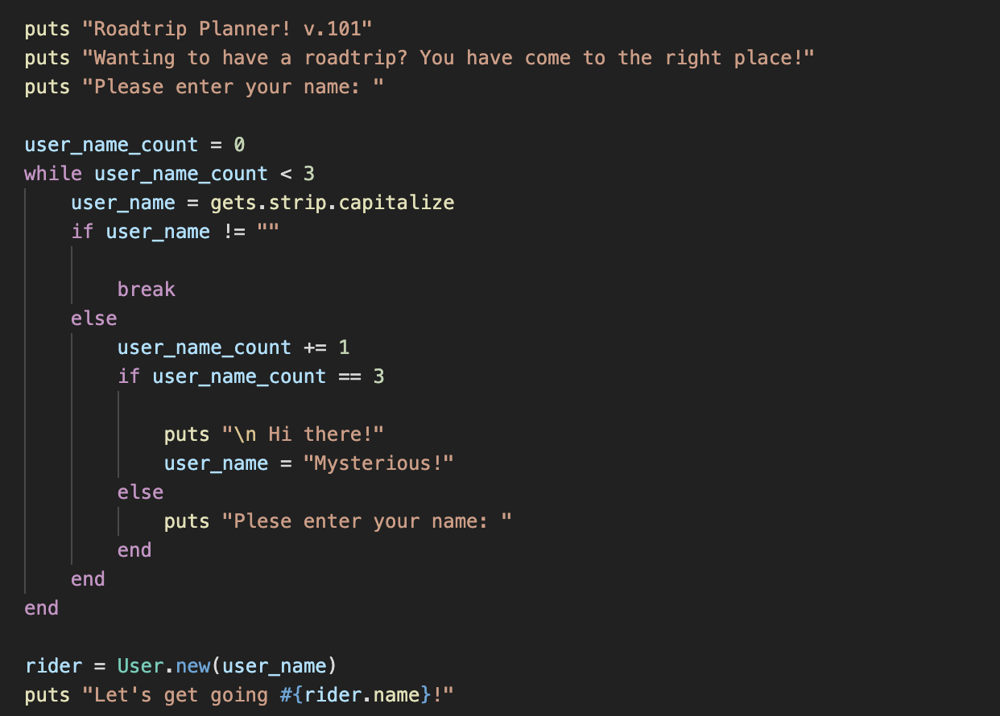 puts "Roadtrip Planner! v.101"
puts "Wanting to have a roadtrip? You have come to the right place!"
puts "Please enter your name: "
user_name_count = 0
while user_name_count < 3
    user_name = gets.strip.capitalize
    if user_name != ""
        break
    else
        user_name_count += 1
        if user_name_count == 3
            puts "\n Hi there!"
            user_name = "Mysterious!"
        else
            puts "Plese enter your name: "
        end
    end
end
rider = User.new(user_name)
puts "Let's get going #{rider.name}!"